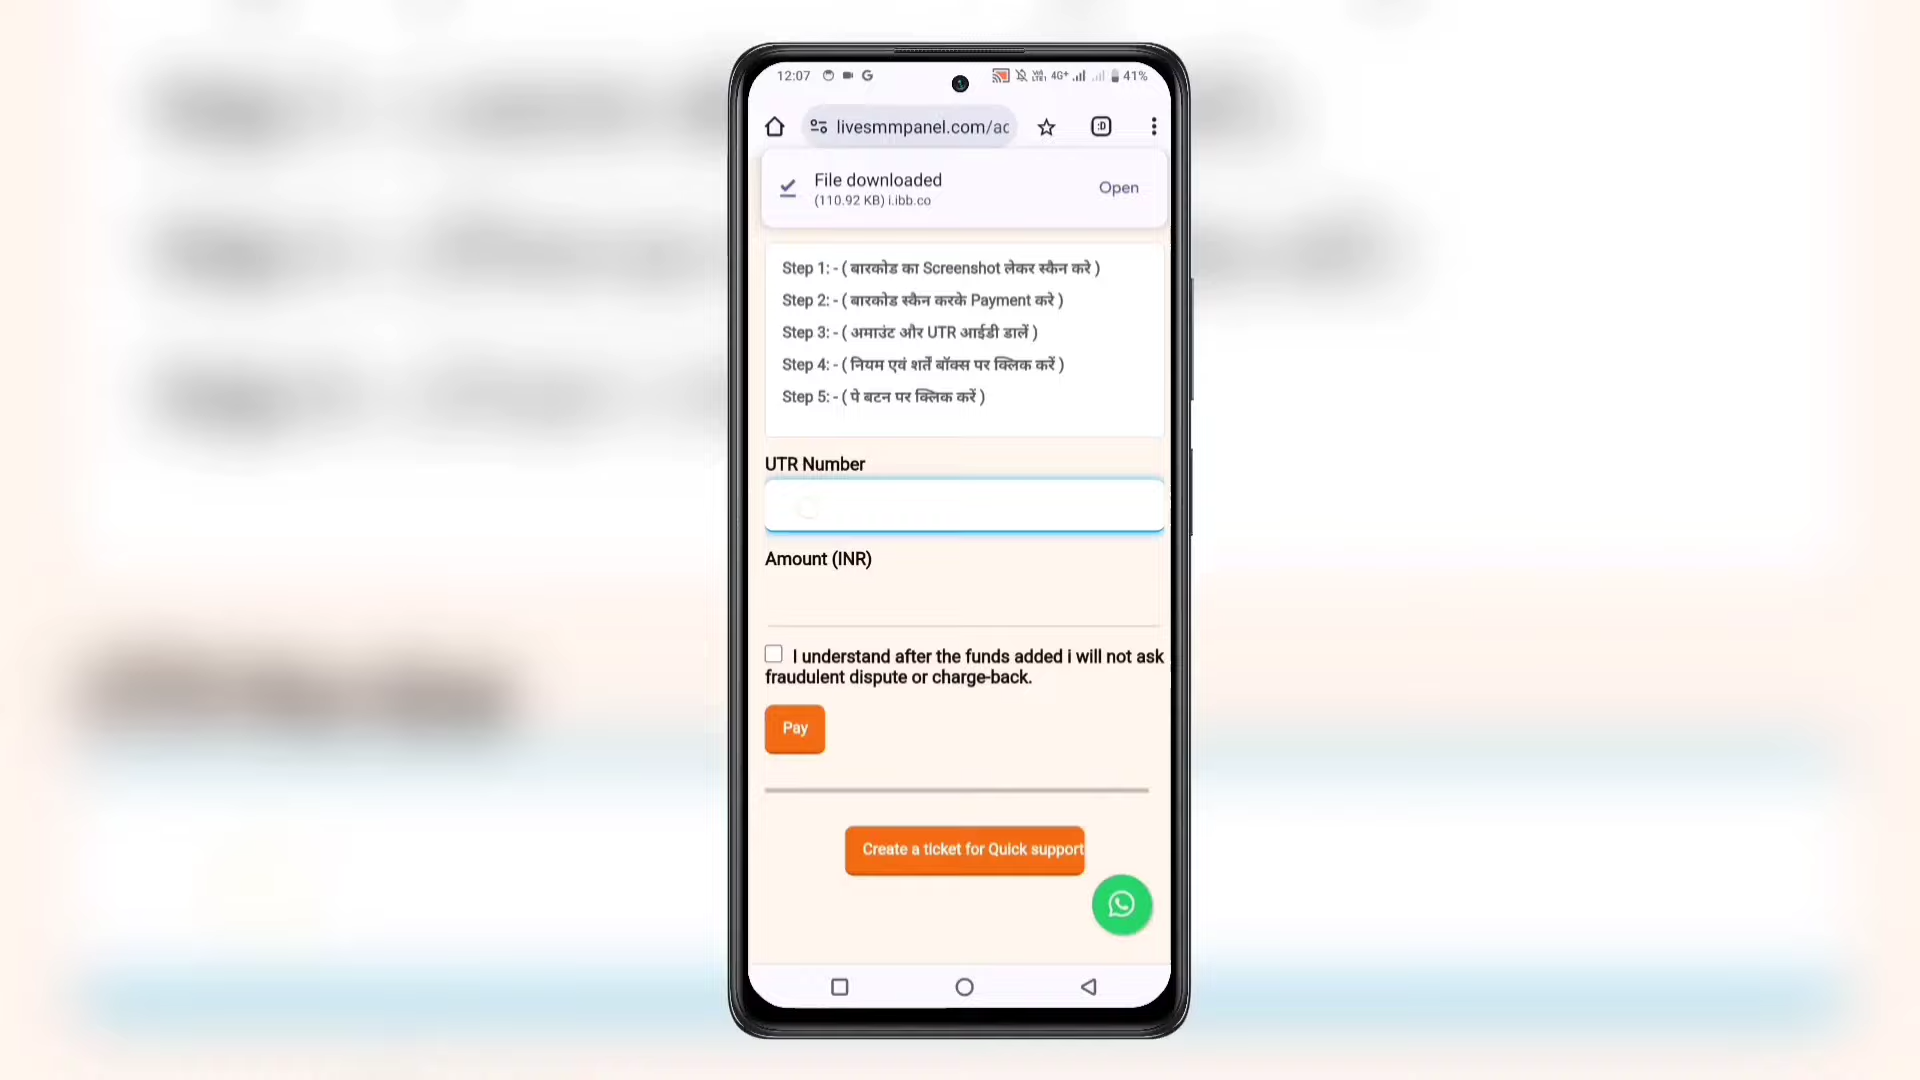 12:07
4G+
41%
livesmmpanel.com/ac
:D
File downloaded
(110.92 KB) i.ibb.co
Open
Step 1: - ( बारकोड का Screenshot लेकर स्कैन करे )
Step 2: - ( बारकोड स्कैन करके Payment करे )
Step 3: - ( अमाउंट और UTR आईडी डालें )
Step 4: - ( नियम एवं शर्तें बॉक्स पर क्लिक करें )
Step 5: - ( पे बटन पर क्लिक करें )
UTR Number
Amount (INR)
I understand after the funds added i will not ask
fraudulent dispute or charge-back.
Pay
Create a ticket for Quick support